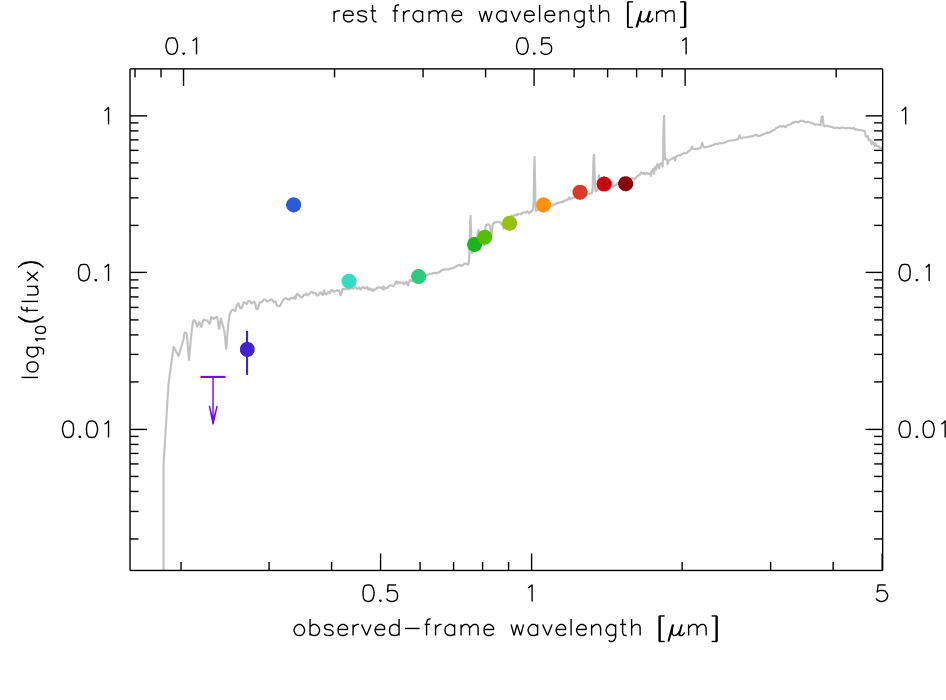 rest frame wavelength [μm]
0.1 0.5 1
1 1
0.1 0.1
0.01 0.01
log10(flux)
0.5 1 5
observed-frame wavelength [μm]